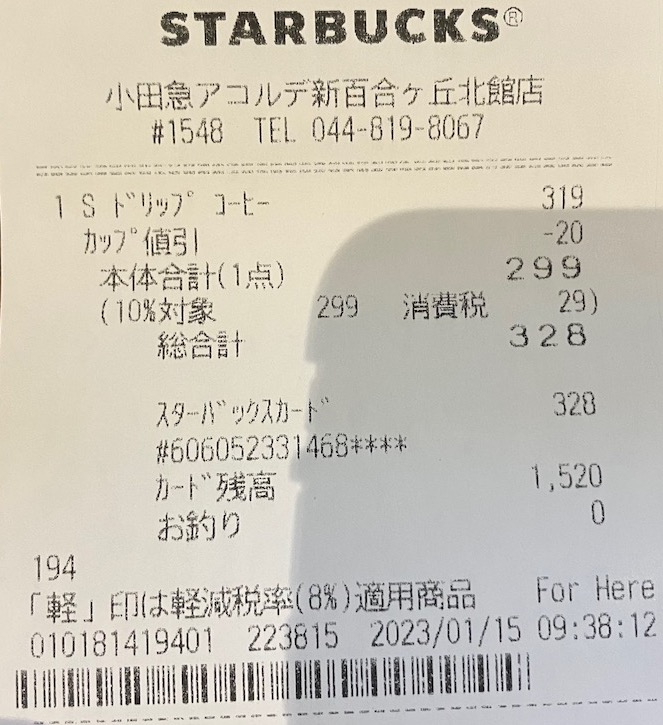 STARBUCKS®
小田急アコルデ新百合ヶ丘北館店
#1548 TEL 044-819-8067
1 S ﾄﾞﾘｯﾌﾟ ｺｰﾋｰ 319
ｶｯﾌﾟ値引 -20
本体合計(1点) 299
(10%対象 299 消費税 29)
総合計 328
ｽﾀｰﾊﾞｯｸｽｶｰﾄﾞ 328
#606052331468****
ｶｰﾄﾞ残高 1,520
お釣り 0
194
「軽」印は軽減税率(8%)適用商品 For Here
010181419401 223815 2023/01/15 09:38:12